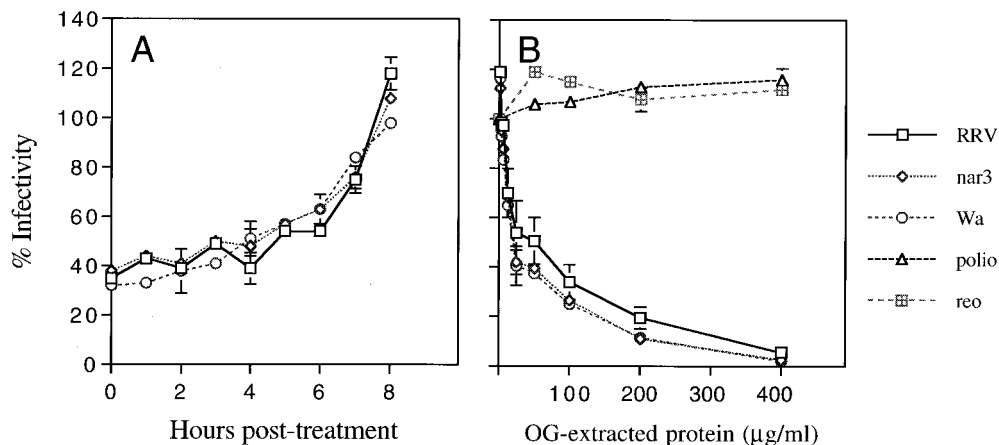 140
120
100
80
60
40
20
0
% Infectivity
A
0 2 4 6 8
Hours post-treatment
B
100 200 300 400
OG-extracted protein (μg/ml)
RRV
nar3
Wa
polio
reo